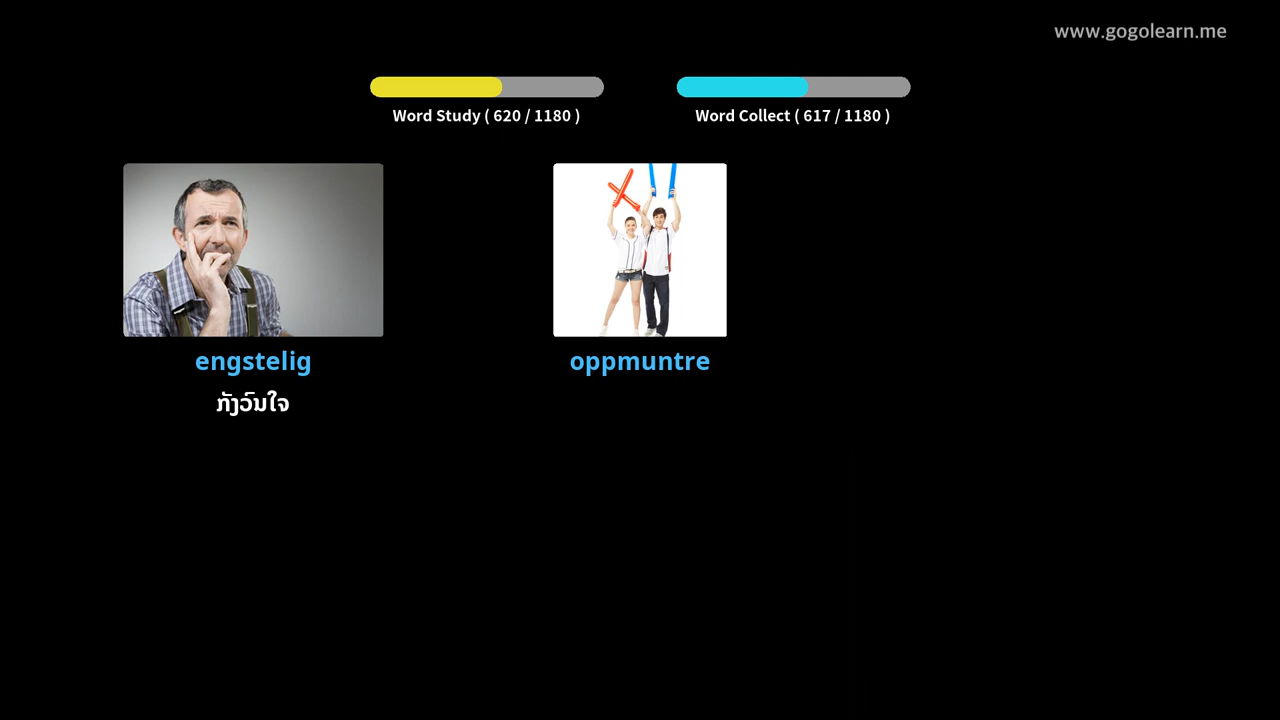 www.gogolearn.me
Word Study ( 620 / 1180 )
Word Collect ( 617 / 1180 )
engstelig
oppmuntre
ກັງວົນໃຈ